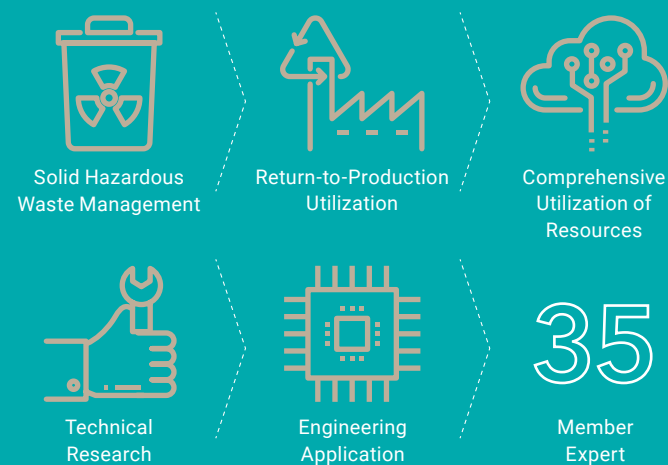 Solid Hazardous
Waste Management
Return-to-Production
Utilization
Comprehensive
Utilization of
Resources
Technical
Research
Engineering
Application
35
Member
Expert